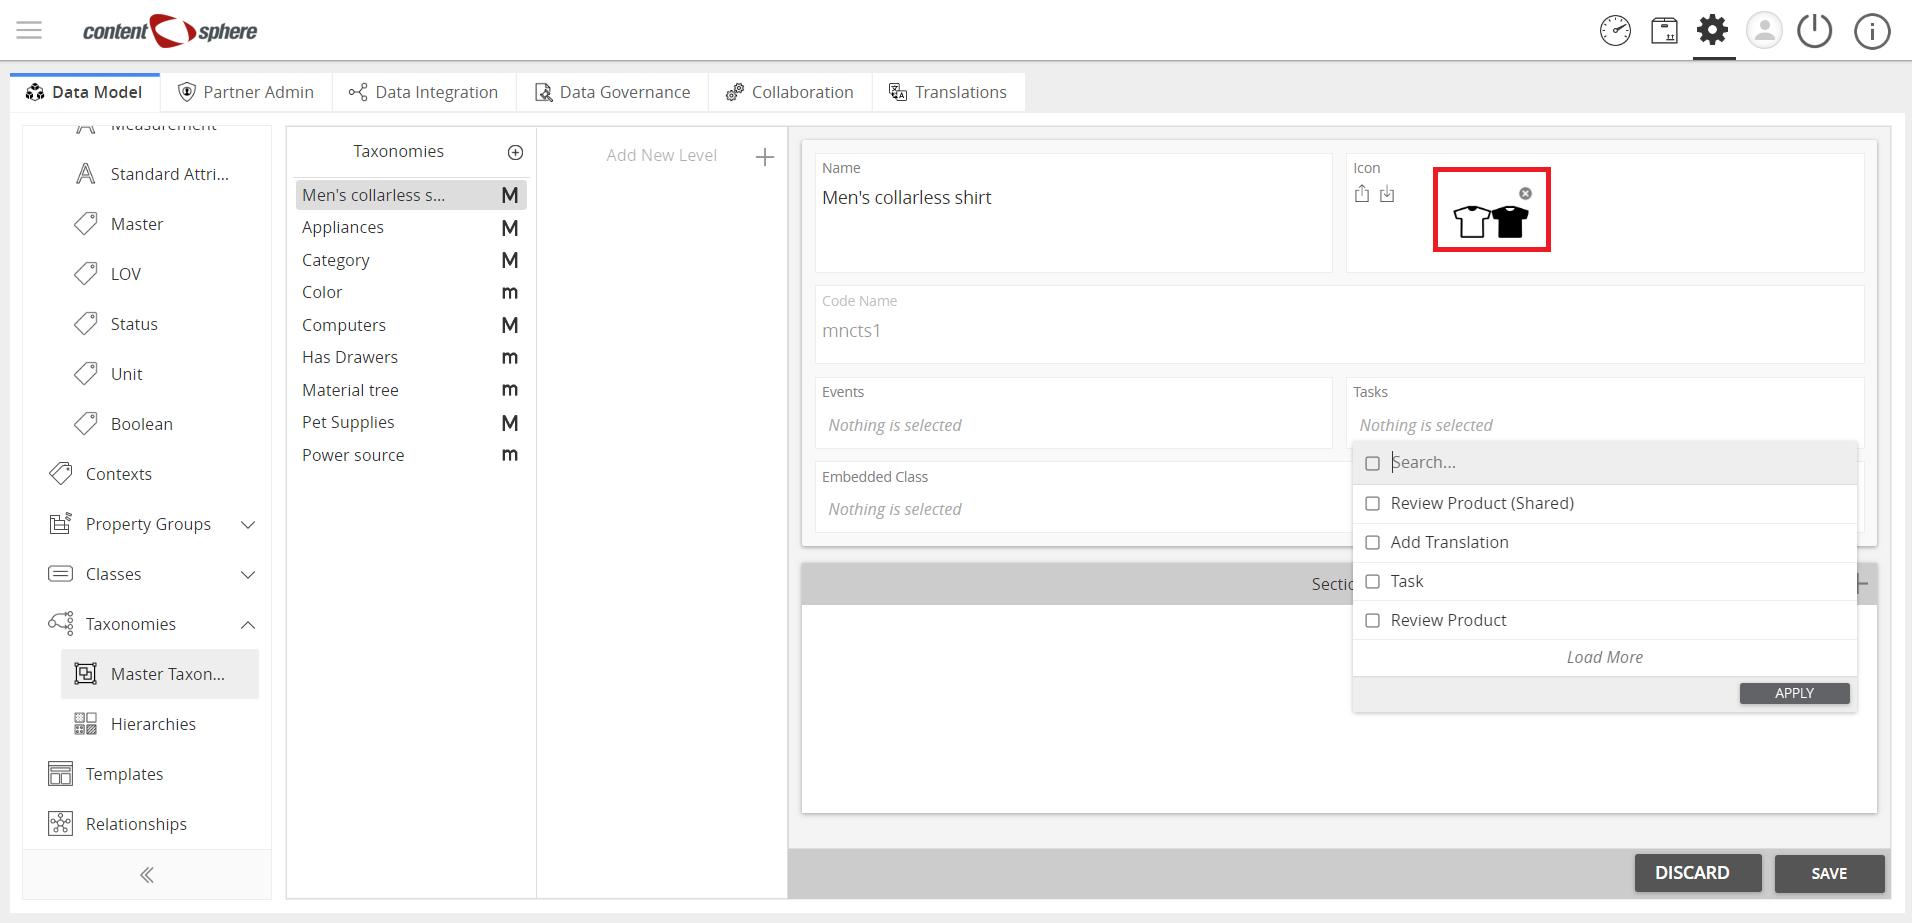 content sphere
Data Model
Partner Admin
Data Integration
Data Governance
Collaboration
Translations
Measurement
Standard Attri...
Master
LOV
Status
Unit
Boolean
Contexts
Property Groups
Classes
Taxonomies
Master Taxon...
Hierarchies
Templates
Relationships
Taxonomies
Men's collarless s... M
Appliances M
Category M
Color m
Computers M
Has Drawers m
Material tree m
Pet Supplies M
Power source m
Add New Level
Name
Men's collarless shirt
Icon
Code Name
mncts1
Events
Nothing is selected
Tasks
Nothing is selected
Embedded Class
Nothing is selected
Search...
Review Product (Shared)
Add Translation
Task
Review Product
Load More
APPLY
Sectio
DISCARD
SAVE